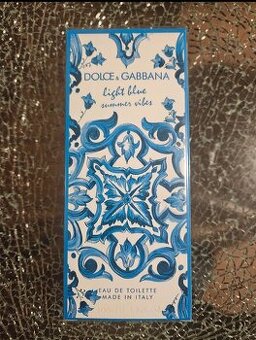 DOLCE & GABBANA
light blue
summer vibes
EAU DE TOILETTE
MADE IN ITALY